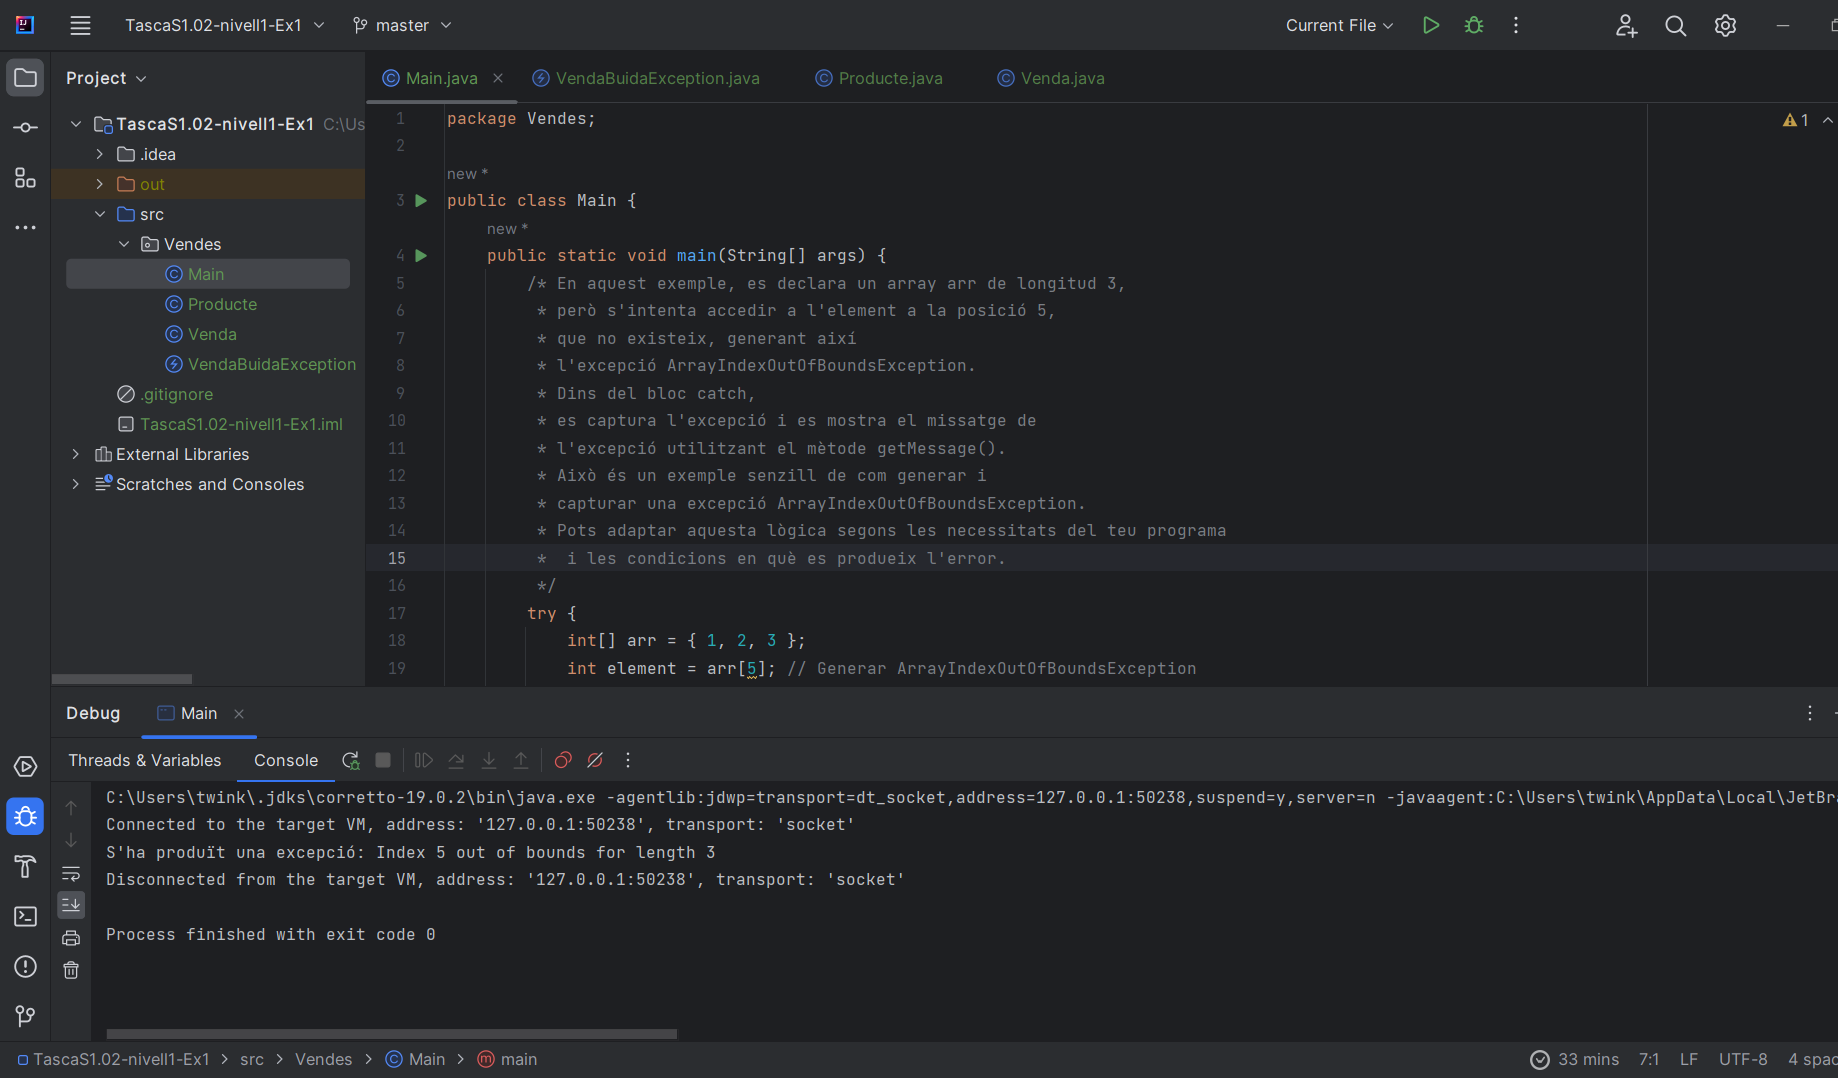 TascaS1.02-nivell1-Ex1 master Current File
Project
Main.java VendaBuidaException.java Producte.java Venda.java
TascaS1.02-nivell1-Ex1 C:\Us
.idea
out
src
Vendes
Main
Producte
Venda
VendaBuidaException
.gitignore
TascaS1.02-nivell1-Ex1.iml
External Libraries
Scratches and Consoles
1 package Vendes;
2
new *
3 public class Main {
new *
4 public static void main(String[] args) {
5 /* En aquest exemple, es declara un array arr de longitud 3,
6 * però s'intenta accedir a l'element a la posició 5,
7 * que no existeix, generant així
8 * l'excepció ArrayIndexOutOfBoundsException.
9 * Dins del bloc catch,
10 * es captura l'excepció i es mostra el missatge de
11 * l'excepció utilitzant el mètode getMessage().
12 * Això és un exemple senzill de com generar i
13 * capturar una excepció ArrayIndexOutOfBoundsException.
14 * Pots adaptar aquesta lògica segons les necessitats del teu programa
15 *  i les condicions en què es produeix l'error.
16 */
17 try {
18 int[] arr = { 1, 2, 3 };
19 int element = arr[5]; // Generar ArrayIndexOutOfBoundsException
1
Debug Main
Threads & Variables Console
C:\Users\twink\.jdks\corretto-19.0.2\bin\java.exe -agentlib:jdwp=transport=dt_socket,address=127.0.0.1:50238,suspend=y,server=n -javaagent:C:\Users\twink\AppData\Local\JetBra
Connected to the target VM, address: '127.0.0.1:50238', transport: 'socket'
S'ha produït una excepció: Index 5 out of bounds for length 3
Disconnected from the target VM, address: '127.0.0.1:50238', transport: 'socket'
Process finished with exit code 0
TascaS1.02-nivell1-Ex1 > src > Vendes > Main > main 33 mins 7:1 LF UTF-8 4 spac